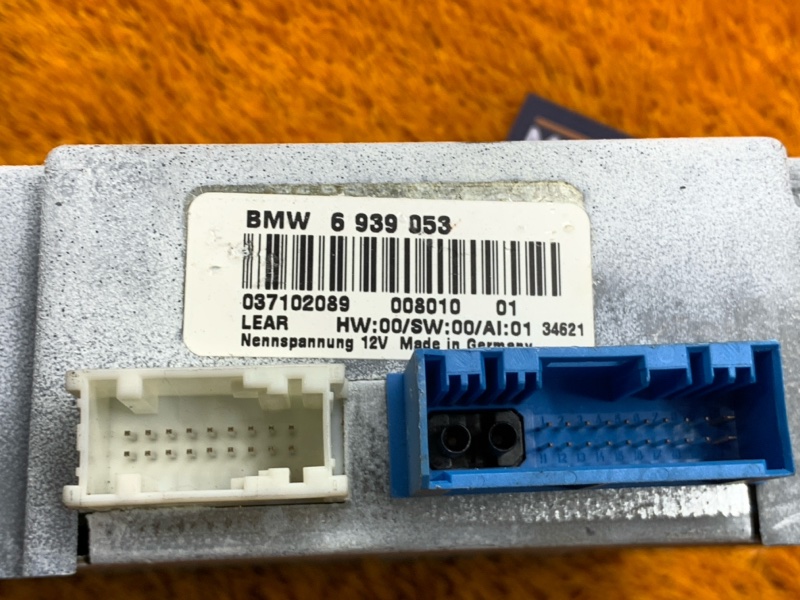 BMW 6 939 053
037102089 008010 01
LEAR HW:00/SW:00/AI:01 34621
Nennspannung 12V Made in Germany